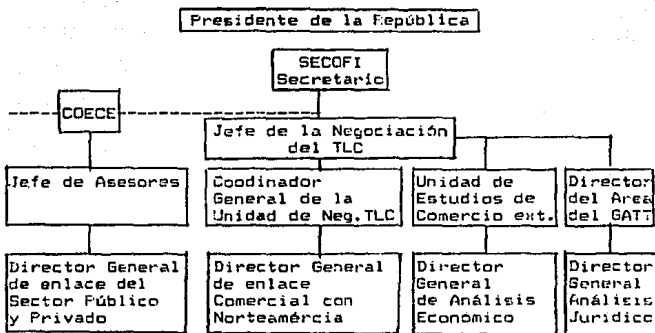 Presidente de la República
SECOFI
Secretario
COECE
Jefe de la Negociación
del TLC
Jefe de Asesores
Coodinador
General de la
Unidad de Neg.TLC
Unidad de
Estudios de
Comercio ext.
Director
del Area
del GATT
Director General
de enlace del
Sector Público
y Privado
Director General
de enlace
Comercial con
Norteamércia
Director
General
de Análisis
Económico
Director
General
Análisis
Jurídico